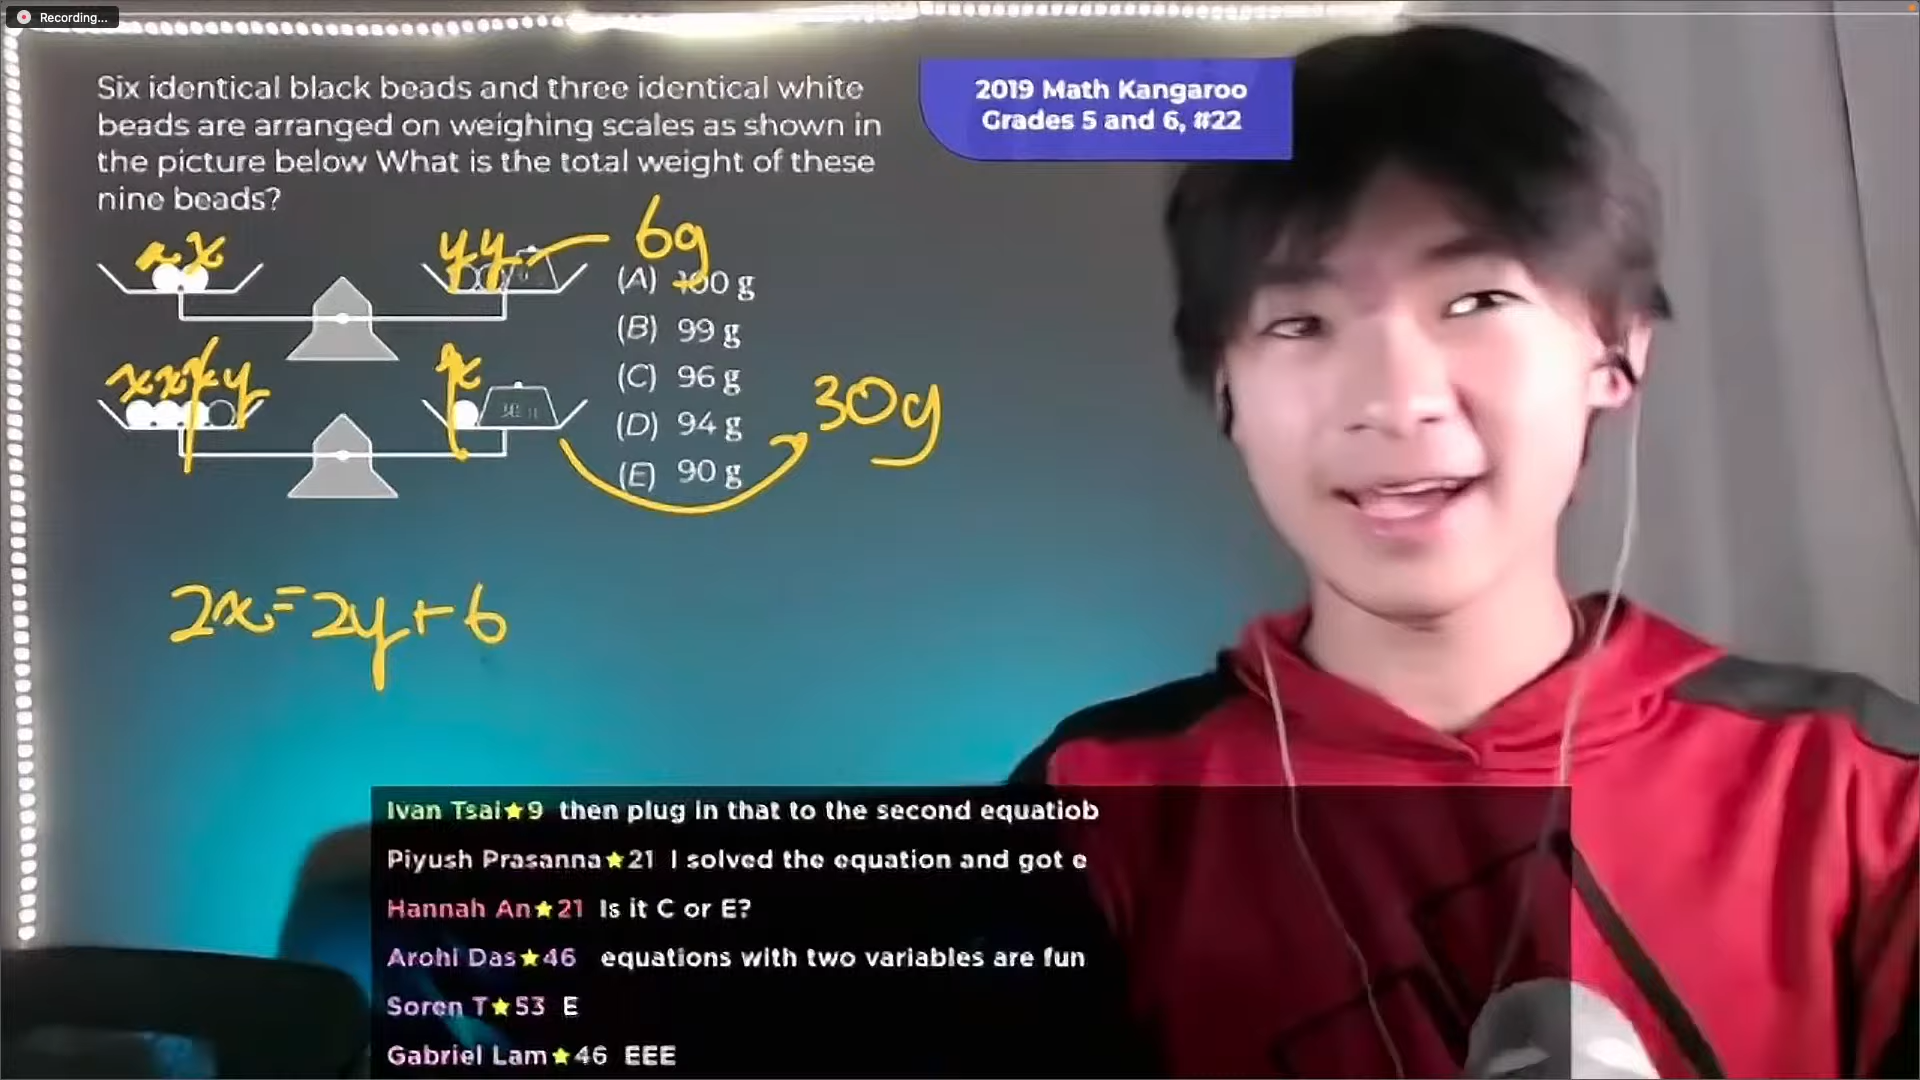 Recording...
Six identical black beads and three identical white
beads are arranged on weighing scales as shown in
the picture below What is the total weight of these
nine beads?
2019 Math Kangaroo
Grades 5 and 6, #22
x x
y y
6g
(A) 100 g
(B) 99 g
(C) 96 g
(D) 94 g
(E) 90 g
x x x y
x
30g
2x=2y+6
Ivan Tsai★9 then plug in that to the second equatiob
Piyush Prasanna★21 I solved the equation and got e
Hannah An★21 Is it C or E?
Arohi Das★46 equations with two variables are fun
Soren T★53 E
Gabriel Lam★46 EEE